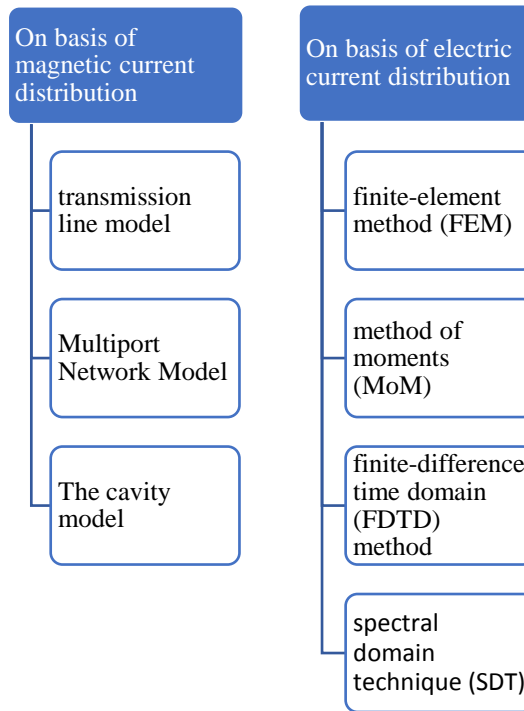 On basis of
magnetic current
distribution
transmission
line model
Multiport
Network Model
The cavity
model
On basis of electric
current distribution
finite-element
method (FEM)
method of
moments
(MoM)
finite-difference
time domain
(FDTD)
method
spectral
domain
technique (SDT)